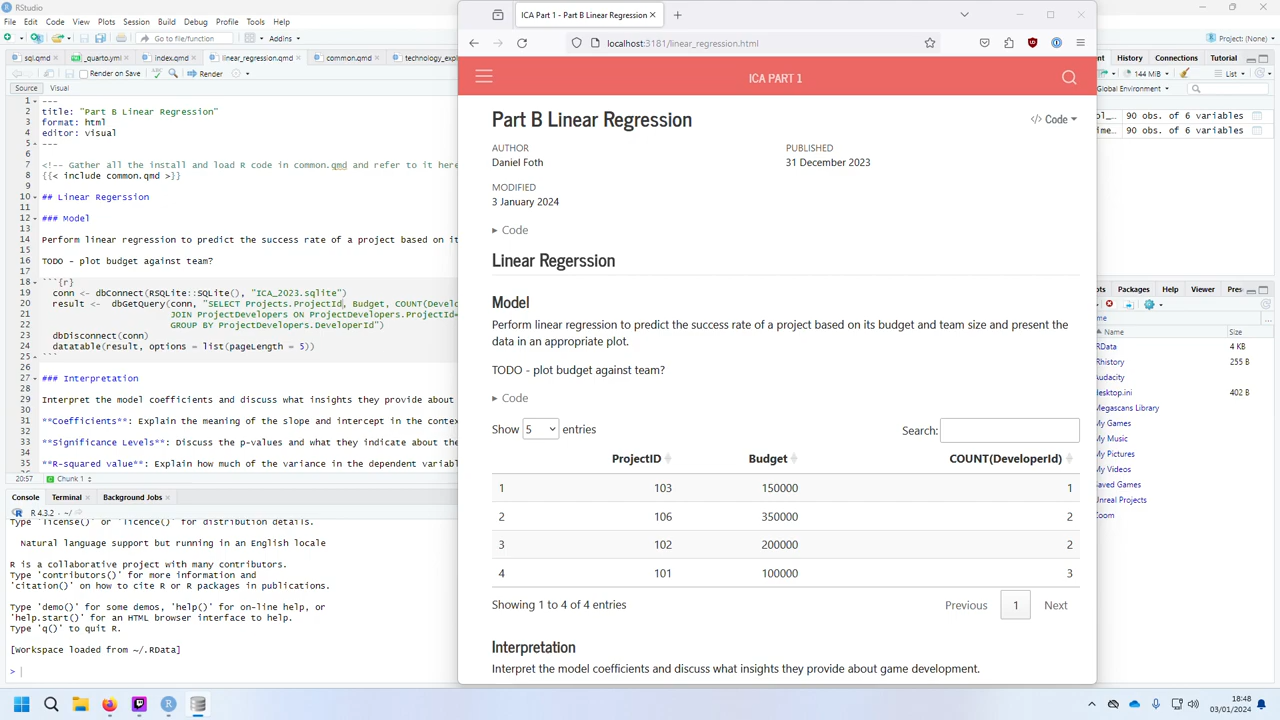 RStudio
File Edit View Plots Session Build Debug Profile Tools Help
Go to file/function Addins Project: (None)
sql.qmd _quarto.yml index.qmd linear_regression.qmd common.qmd technology_expl
Render on Save Render
Source Visual
1 ---
2 title: "Part B Linear Regression"
3 format: html
4 editor: visual
5 ---
6
7 <!-- Gather all the install and load R code in common.qmd and refer to it here
8 {{< include common.qmd >}}
9
10 ## Linear Regerssion
11
12 ### Model
13
14 Perform linear regression to predict the success rate of a project based on it
15
16 TODO - plot budget against team?
17
18 ```{r}
19 conn <- dbConnect(RSQLite::SQLite(), "ICA_2023.sqlite")
20 result <- dbGetQuery(conn, "SELECT Projects.ProjectId, Budget, COUNT(Develo
21 JOIN ProjectDevelopers ON ProjectDevelopers.ProjectId=
22 GROUP BY ProjectDevelopers.DeveloperId")
23 dbDisconnect(conn)
24 datatable(result, options = list(pageLength = 5))
25 ```
26
27 ### Interpretation
28
29 Interpret the model coefficients and discuss what insights they provide about
30
31 **Coefficients**: Explain the meaning of the slope and intercept in the contex
32
33 **Significance Levels**: Discuss the p-values and what they indicate about the
34
35 **R-squared value**: Explain how much of the variance in the dependent variabl
20:57 Chunk 1
Console Terminal Background Jobs
R 4.3.2 · ~/
Type 'license()' or 'licence()' for distribution details.
Natural language support but running in an English locale
R is a collaborative project with many contributors.
Type 'contributors()' for more information and
'citation()' on how to cite R or R packages in publications.
Type 'demo()' for some demos, 'help()' for on-line help, or
'help.start()' for an HTML browser interface to help.
Type 'q()' to quit R.
[Workspace loaded from ~/.RData]
>
ICA Part 1 - Part B Linear Regression
localhost:3181/linear_regression.html
ICA PART 1
Part B Linear Regression
</> Code
AUTHOR PUBLISHED
Daniel Foth 31 December 2023
MODIFIED
3 January 2024
Code
Linear Regerssion
Model
Perform linear regression to predict the success rate of a project based on its budget and team size and present the
data in an appropriate plot.
TODO - plot budget against team?
Code
Show 5 entries Search:
ProjectID Budget COUNT(DeveloperId)
1 103 150000 1
2 106 350000 2
3 102 200000 2
4 101 100000 3
Showing 1 to 4 of 4 entries Previous 1 Next
Interpretation
Interpret the model coefficients and discuss what insights they provide about game development.
nt History Connections Tutorial
144 MiB List
Global Environment
ol_… 90 obs. of 6 variables
ime… 90 obs. of 6 variables
ots Packages Help Viewer Pres
me
Name Size
RData 4 KB
Rhistory 255 B
Audacity
desktop.ini 402 B
Megascans Library
My Games
My Music
My Pictures
My Videos
Saved Games
Unreal Projects
Zoom
18:48
03/01/2024